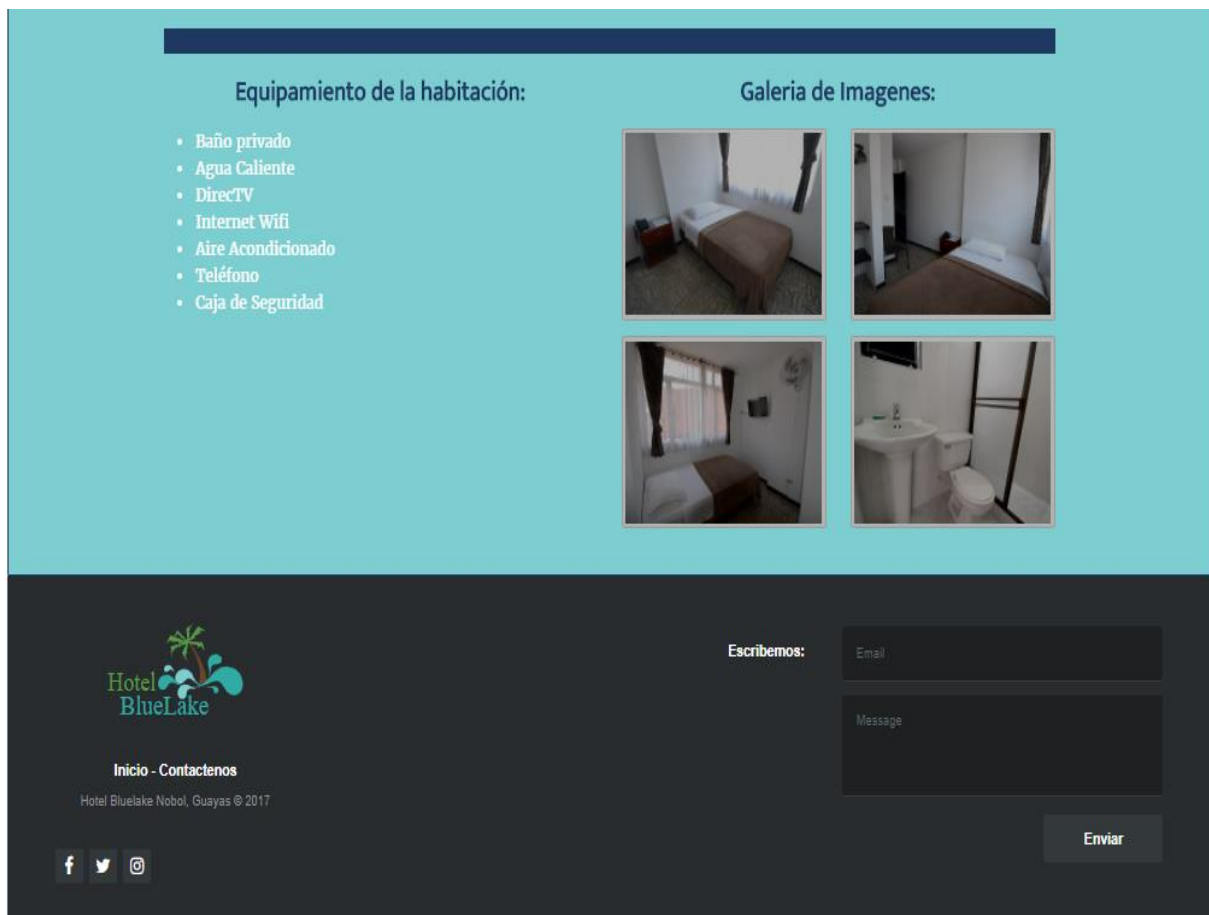 Equipamiento de la habitación:
• Baño privado
• Agua Caliente
• DirecTV
• Internet Wifi
• Aire Acondicionado
• Teléfono
• Caja de Seguridad
Galeria de Imagenes:
Hotel
BlueLake
Inicio - Contactenos
Hotel Bluelake Nobol, Guayas © 2017
Escribemos:
Email
Message
Enviar